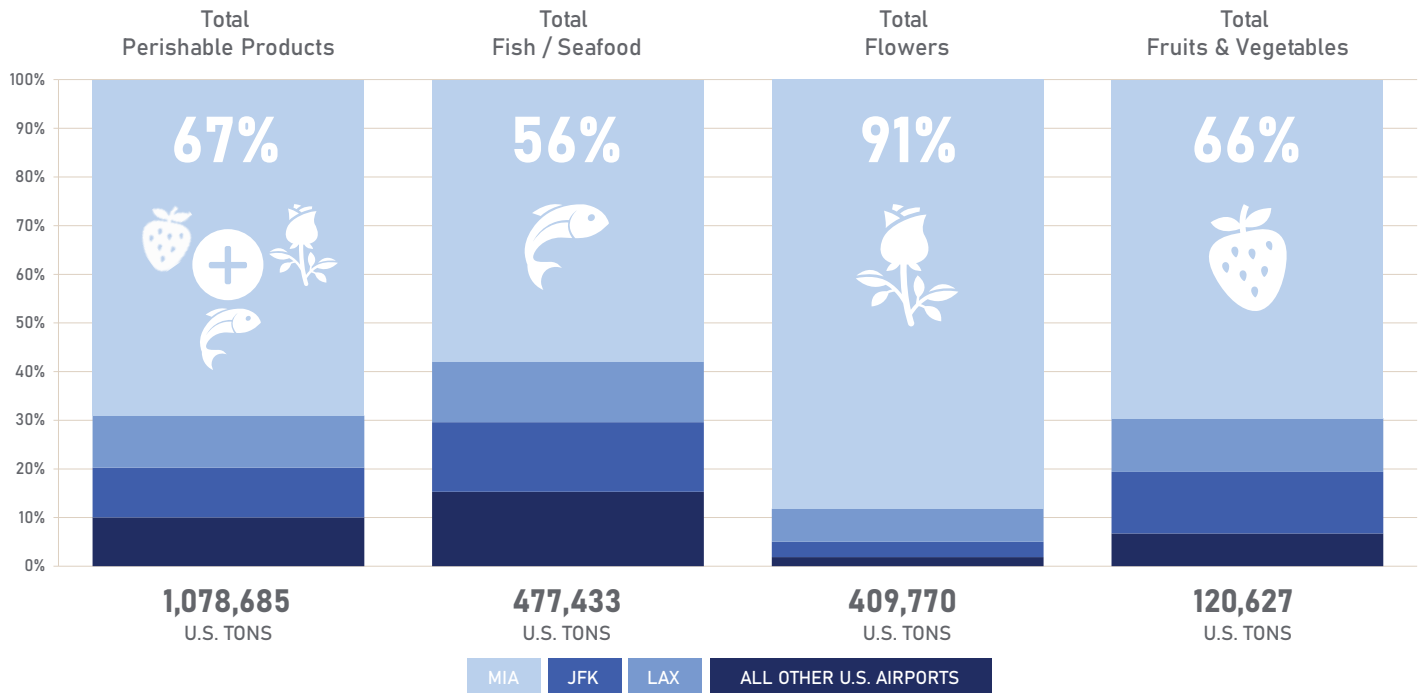 Total
Perishable Products
Total
Fish / Seafood
Total
Flowers
Total
Fruits & Vegetables
100%
90%
80%
70%
60%
50%
40%
30%
20%
10%
0%
67%
56%
91%
66%
1,078,685
U.S. TONS
477,433
U.S. TONS
409,770
U.S. TONS
120,627
U.S. TONS
MIA
JFK
LAX
ALL OTHER U.S. AIRPORTS